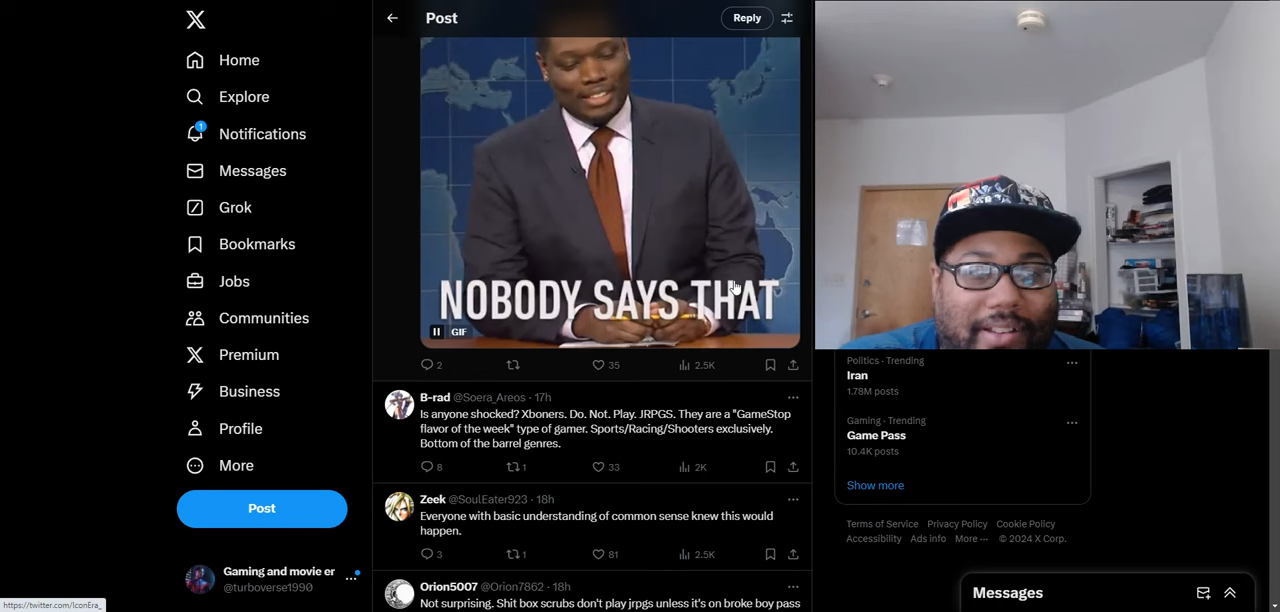 Home
Explore
1
Notifications
Messages
Grok
Bookmarks
Jobs
Communities
Premium
Business
Profile
More
Post
Gaming and movie er
@turboverse1990
https://twitter.com/IconEra_
Post
Reply
NOBODY SAYS THAT
GIF
2
35
2.5K
B-rad @Soera_Areos · 17h
Is anyone shocked? Xboners. Do. Not. Play. JRPGS. They are a "GameStop
flavor of the week" type of gamer. Sports/Racing/Shooters exclusively.
Bottom of the barrel genres.
8
1
33
2K
Zeek @SoulEater923 · 18h
Everyone with basic understanding of common sense knew this would
happen.
3
1
81
2.5K
Orion5007 @Orion7862 · 18h
Not surprising. Shit box scrubs don't play jrpgs unless it's on broke boy pass
Politics · Trending
Iran
1.78M posts
Gaming · Trending
Game Pass
10.4K posts
Show more
Terms of Service Privacy Policy Cookie Policy
Accessibility Ads info More ··· © 2024 X Corp.
Messages